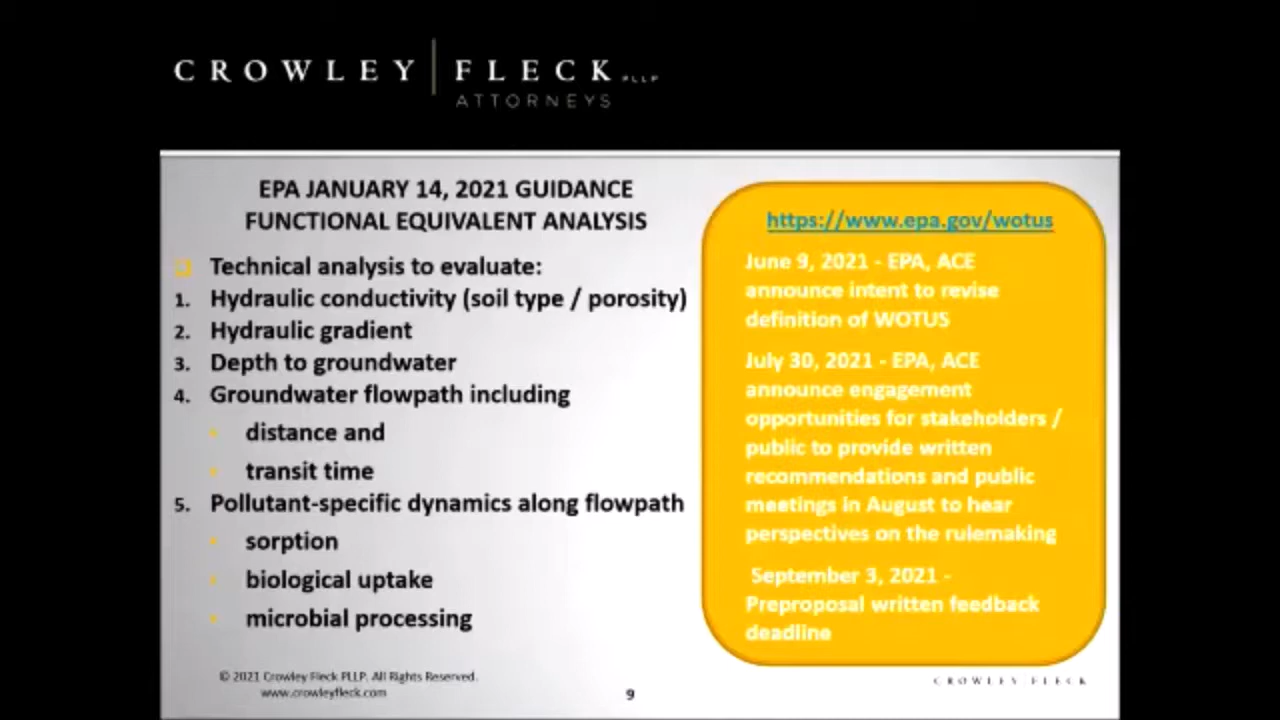 CROWLEY FLECK PLLP
ATTORNEYS
EPA JANUARY 14, 2021 GUIDANCE
FUNCTIONAL EQUIVALENT ANALYSIS
Technical analysis to evaluate:
1. Hydraulic conductivity (soil type / porosity)
2. Hydraulic gradient
3. Depth to groundwater
4. Groundwater flowpath including
distance and
transit time
5. Pollutant-specific dynamics along flowpath
sorption
biological uptake
microbial processing
https://www.epa.gov/wotus
June 9, 2021 - EPA, ACE
announce intent to revise
definition of WOTUS
July 30, 2021 - EPA, ACE
announce engagement
opportunities for stakeholders /
public to provide written
recommendations and public
meetings in August to hear
perspectives on the rulemaking
September 3, 2021 -
Preproposal written feedback
deadline
© 2021 Crowley Fleck PLLP. All Rights Reserved.
www.crowleyfleck.com
9
CROWLEY FLECK